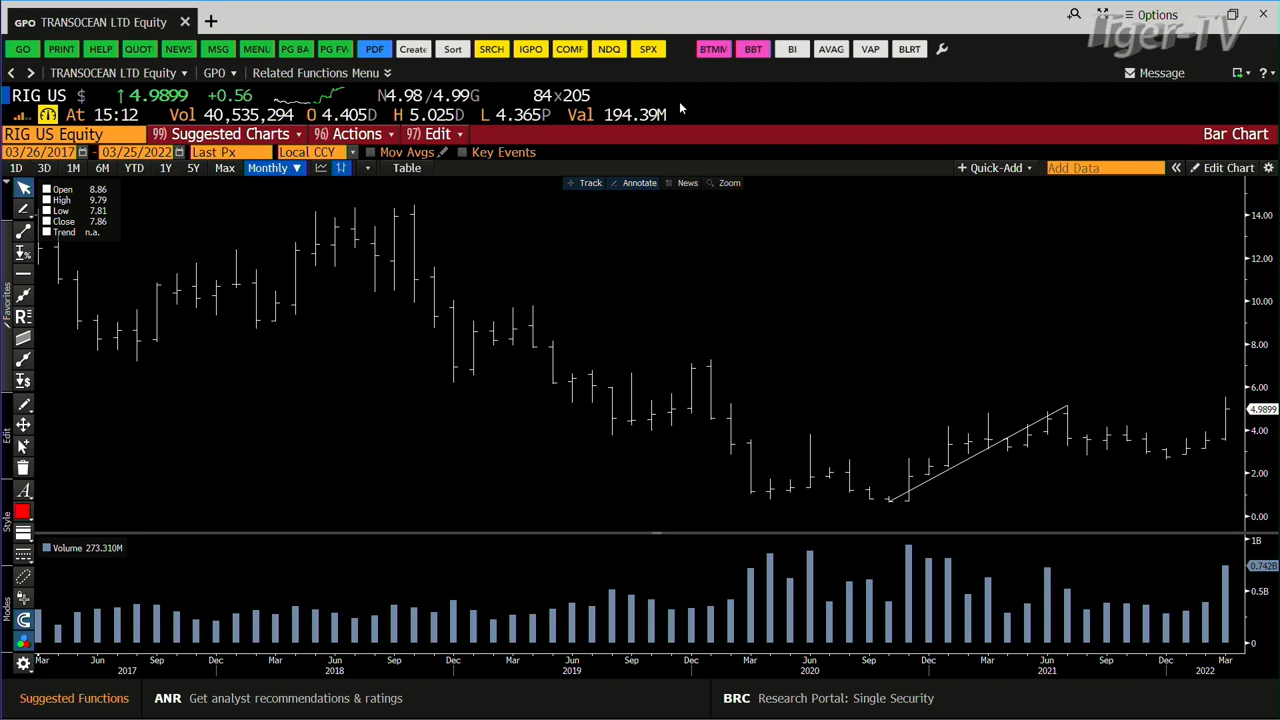 GPO TRANSOCEAN LTD Equity
Options
Tiger-TV
GO PRINT HELP QUOT NEWS MSG MENU PG BA PG FW PDF Create Sort SRCH IGPO COMF NDQ SPX BTMM BBT BI AVAG VAP BLRT
TRANSOCEAN LTD Equity GPO Related Functions Menu Message ?
RIG US $ ↑4.9899 +0.56 N4.98/4.99G 84x205
At 15:12 Vol 40,535,294 O 4.405D H 5.025D L 4.365P Val 194.39M
RIG US Equity 99) Suggested Charts 96) Actions 97) Edit Bar Chart
03/26/2017 - 03/25/2022 Last Px Local CCY Mov Avgs Key Events
1D 3D 1M 6M YTD 1Y 5Y Max Monthly ▼ Table + Quick-Add Add Data « Edit Chart
Track Annotate News Zoom
Open 8.86
High 9.79
Low 7.81
Close 7.86
Trend n.a.
14.00
12.00
10.00
8.00
6.00
4.9899
4.00
2.00
0.00
Favorites
Edit
Style
Modes
Volume 273.310M
1B
0.742B
0.5B
0
Mar Jun Sep Dec Mar Jun Sep Dec Mar Jun Sep Dec Mar Jun Sep Dec Mar Jun Sep Dec Mar
2017 2018 2019 2020 2021 2022
Suggested Functions ANR Get analyst recommendations & ratings BRC Research Portal: Single Security